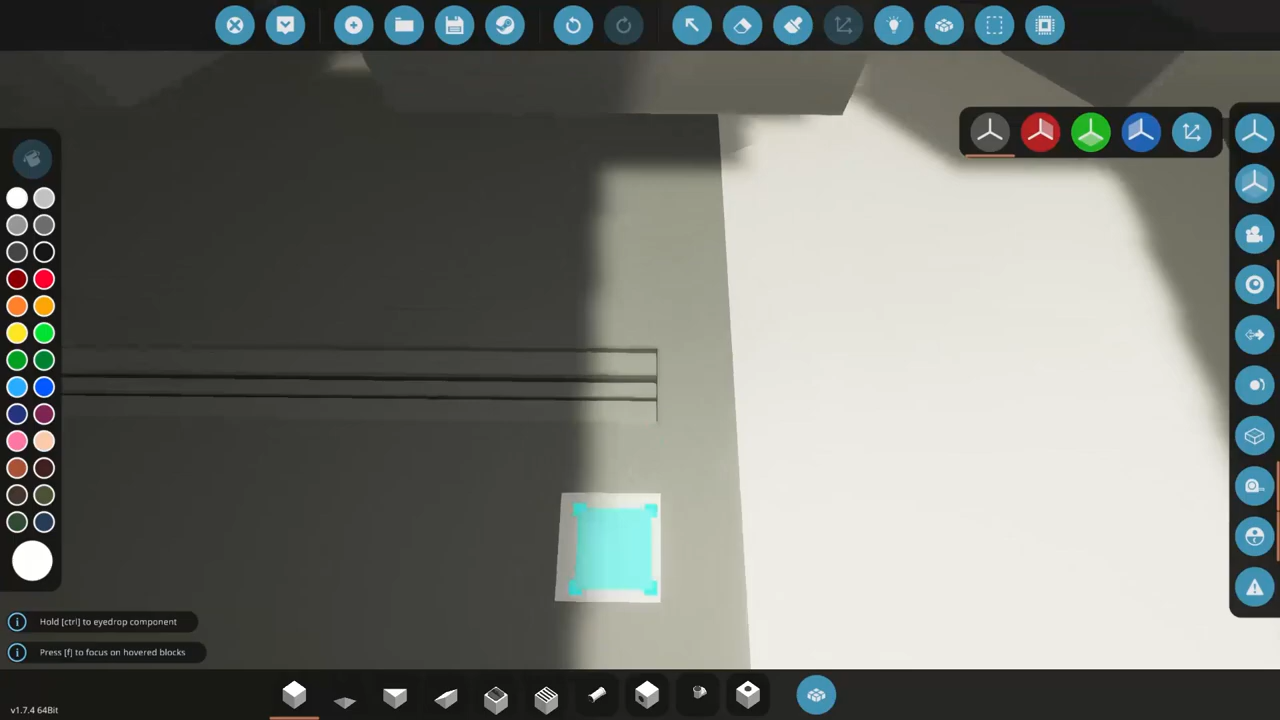 Hold [ctrl] to eyedrop component
Press [f] to focus on hovered blocks
v1.7.4 64Bit